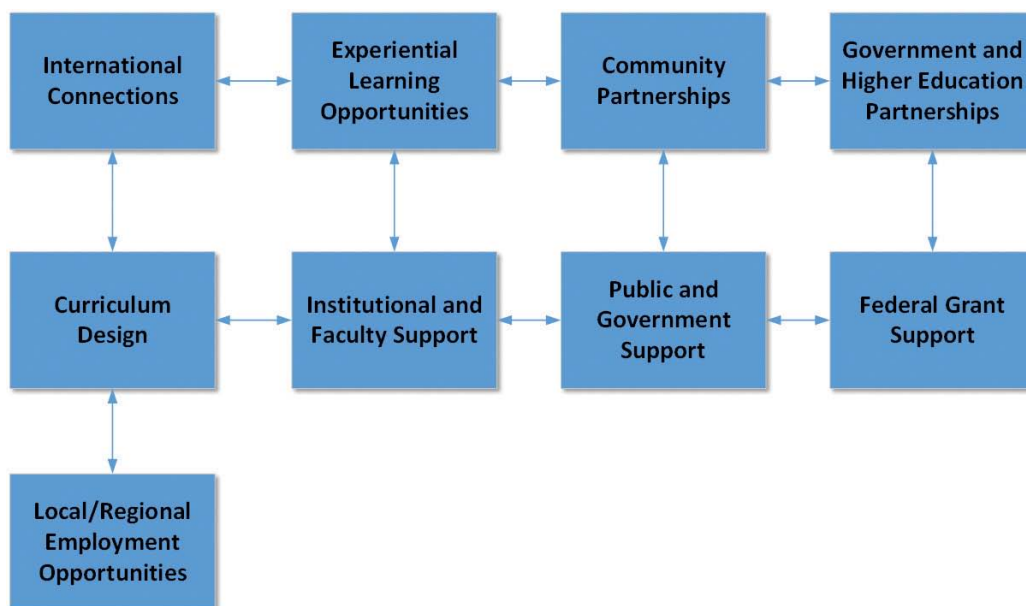 International
Connections
Experiential
Learning
Opportunities
Community
Partnerships
Government and
Higher Education
Partnerships
Curriculum
Design
Institutional and
Faculty Support
Public and
Government
Support
Federal Grant
Support
Local/Regional
Employment
Opportunities